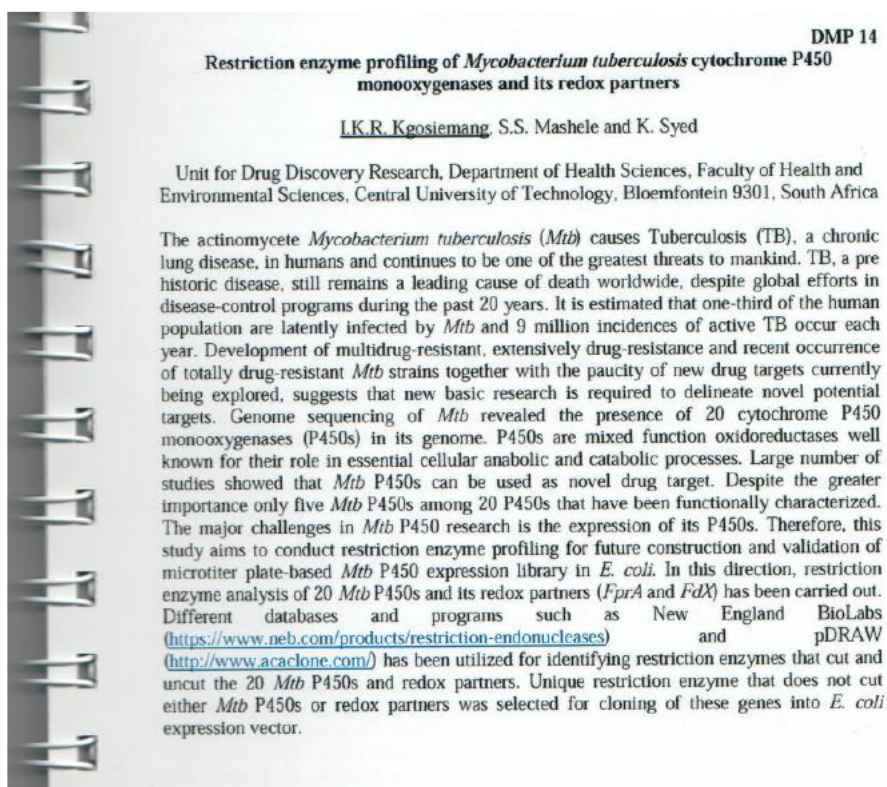 DMP 14
Restriction enzyme profiling of Mycobacterium tuberculosis cytochrome P450
monooxygenases and its redox partners
I.K.R. Kgosiemang, S.S. Mashele and K. Syed
Unit for Drug Discovery Research, Department of Health Sciences, Faculty of Health and
Environmental Sciences, Central University of Technology, Bloemfontein 9301, South Africa
The actinomycete Mycobacterium tuberculosis (Mtb) causes Tuberculosis (TB), a chronic
lung disease, in humans and continues to be one of the greatest threats to mankind. TB, a pre
historic disease, still remains a leading cause of death worldwide, despite global efforts in
disease-control programs during the past 20 years. It is estimated that one-third of the human
population are latently infected by Mtb and 9 million incidences of active TB occur each
year. Development of multidrug-resistant, extensively drug-resistance and recent occurrence
of totally drug-resistant Mtb strains together with the paucity of new drug targets currently
being explored, suggests that new basic research is required to delineate novel potential
targets. Genome sequencing of Mtb revealed the presence of 20 cytochrome P450
monooxygenases (P450s) in its genome. P450s are mixed function oxidoreductases well
known for their role in essential cellular anabolic and catabolic processes. Large number of
studies showed that Mtb P450s can be used as novel drug target. Despite the greater
importance only five Mtb P450s among 20 P450s that have been functionally characterized.
The major challenges in Mtb P450 research is the expression of its P450s. Therefore, this
study aims to conduct restriction enzyme profiling for future construction and validation of
microtiter plate-based Mtb P450 expression library in E. coli. In this direction, restriction
enzyme analysis of 20 Mtb P450s and its redox partners (FprA and FdX) has been carried out.
Different databases and programs such as New England BioLabs
(https://www.neb.com/products/restriction-endonucleases) and pDRAW
(http://www.acaclone.com/) has been utilized for identifying restriction enzymes that cut and
uncut the 20 Mtb P450s and redox partners. Unique restriction enzyme that does not cut
either Mtb P450s or redox partners was selected for cloning of these genes into E. coli
expression vector.